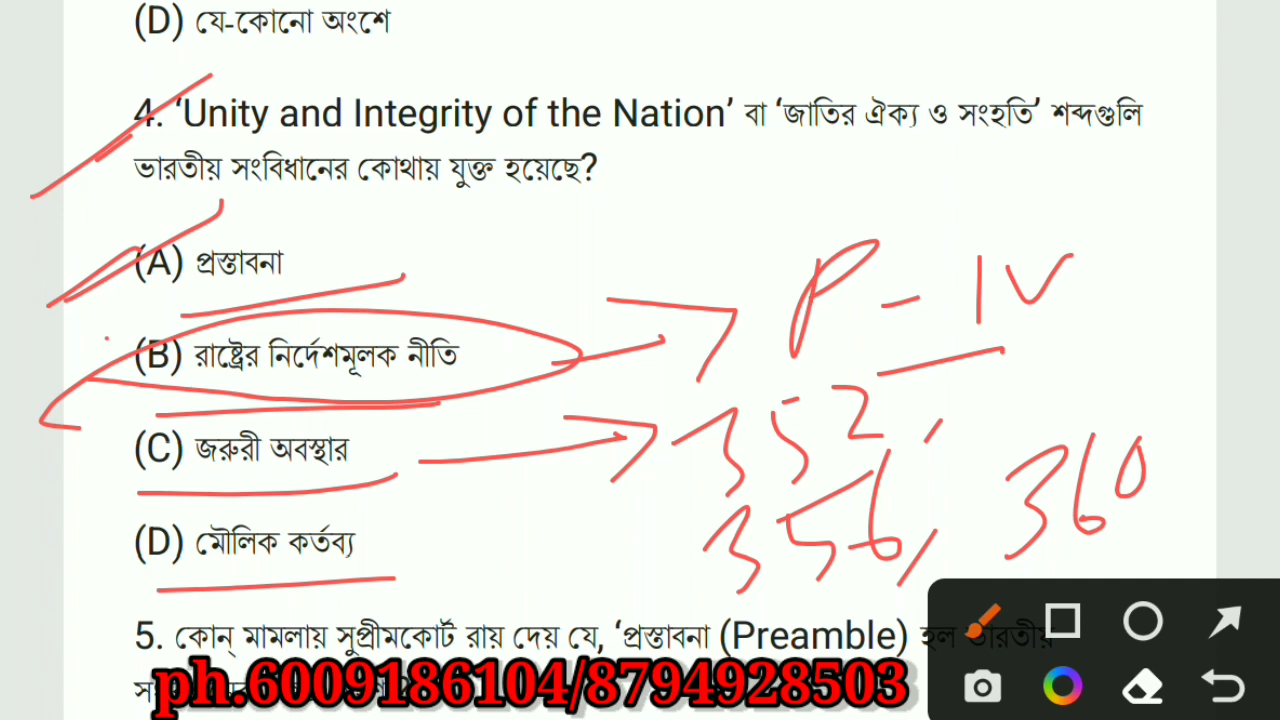 (D) যে-কোনো অংশে
4. ‘Unity and Integrity of the Nation’ বা ‘জাতির ঐক্য ও সংহতি’ শব্দগুলি
ভারতীয় সংবিধানের কোথায় যুক্ত হয়েছে?
(A) প্রস্তাবনা
P - IV
(B) রাষ্ট্রের নির্দেশমূলক নীতি
352,
(C) জরুরী অবস্থার
356, 360
(D) মৌলিক কর্তব্য
5. কোন্ মামলায় সুপ্রীমকোর্ট রায় দেয় যে, ‘প্রস্তাবনা (Preamble) হল ভারতীয়
ph.6009186104/8794928503